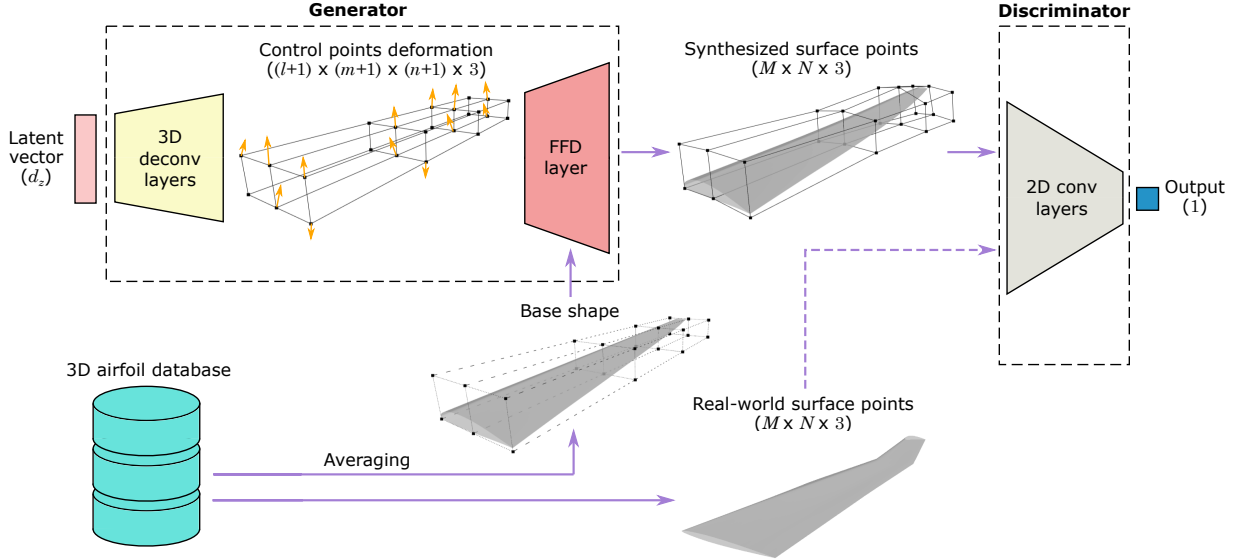 Generator
Discriminator
Control points deformation
((l+1) x (m+1) x (n+1) x 3)
Synthesized surface points
(M x N x 3)
Latent
vector
(d_z)
3D
deconv
layers
FFD
layer
2D conv
layers
Output
(1)
Base shape
3D airfoil database
Real-world surface points
(M x N x 3)
Averaging